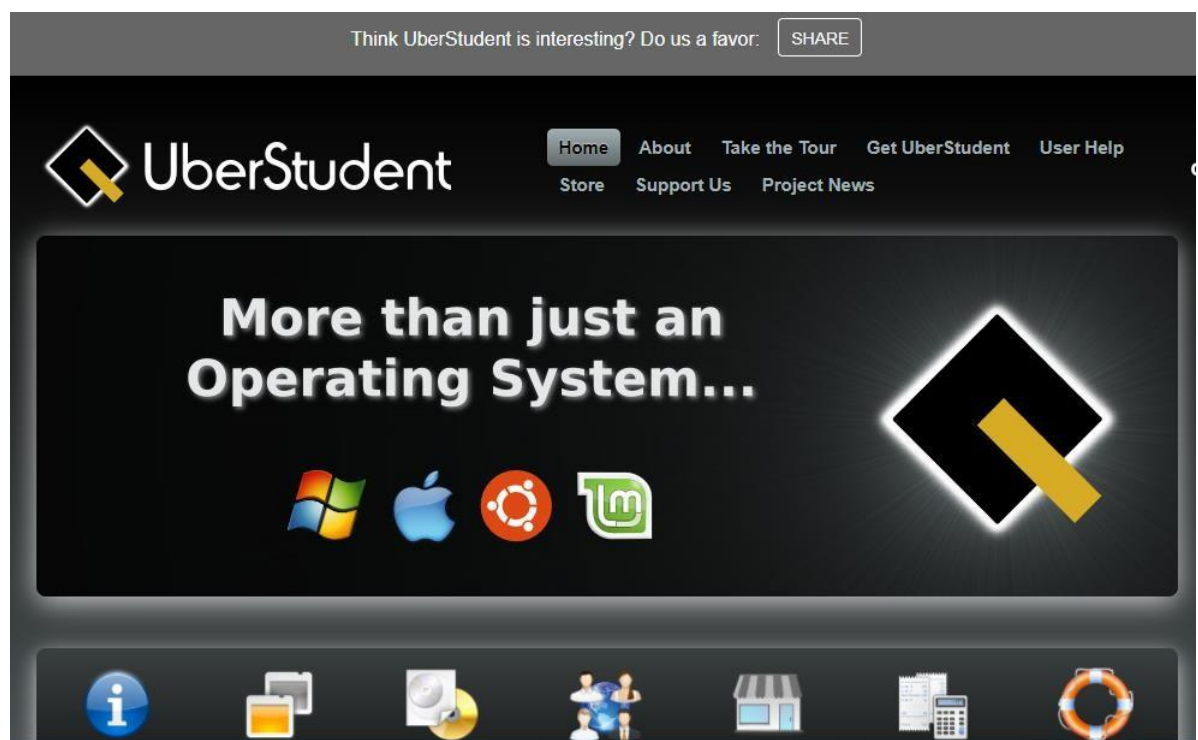 Think UberStudent is interesting? Do us a favor: SHARE
UberStudent
Home About Take the Tour Get UberStudent User Help
Store Support Us Project News
More than just an
Operating System...
lm
i